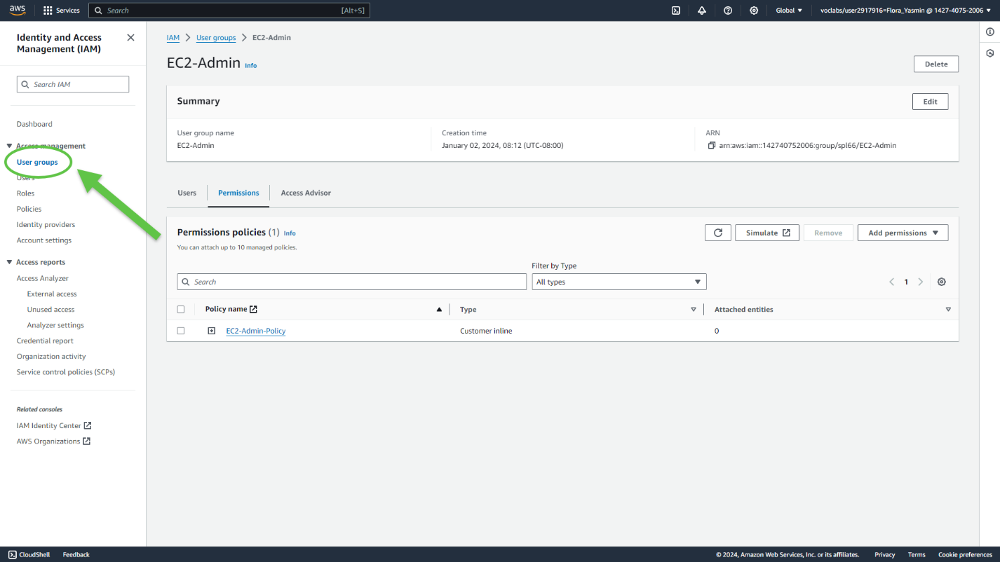 aws
Services
Search
[Alt+S]
Global
voclabs/user2917916=Flora_Yasmin @ 1427-4075-2006
Identity and Access
Management (IAM)
Search IAM
Dashboard
Access management
User groups
Users
Roles
Policies
Identity providers
Account settings
Access reports
Access Analyzer
External access
Unused access
Analyzer settings
Credential report
Organization activity
Service control policies (SCPs)
Related consoles
IAM Identity Center
AWS Organizations
IAM > User groups > EC2-Admin
EC2-Admin Info
Delete
Summary
Edit
User group name
EC2-Admin
Creation time
January 02, 2024, 08:12 (UTC-08:00)
ARN
arn:aws:iam::142740752006:group/spl66/EC2-Admin
Users
Permissions
Access Advisor
Permissions policies (1) Info
You can attach up to 10 managed policies.
Simulate
Remove
Add permissions
Filter by Type
Search
All types
1
Policy name
Type
Attached entities
EC2-Admin-Policy
Customer inline
0
CloudShell
Feedback
© 2024, Amazon Web Services, Inc. or its affiliates.
Privacy
Terms
Cookie preferences